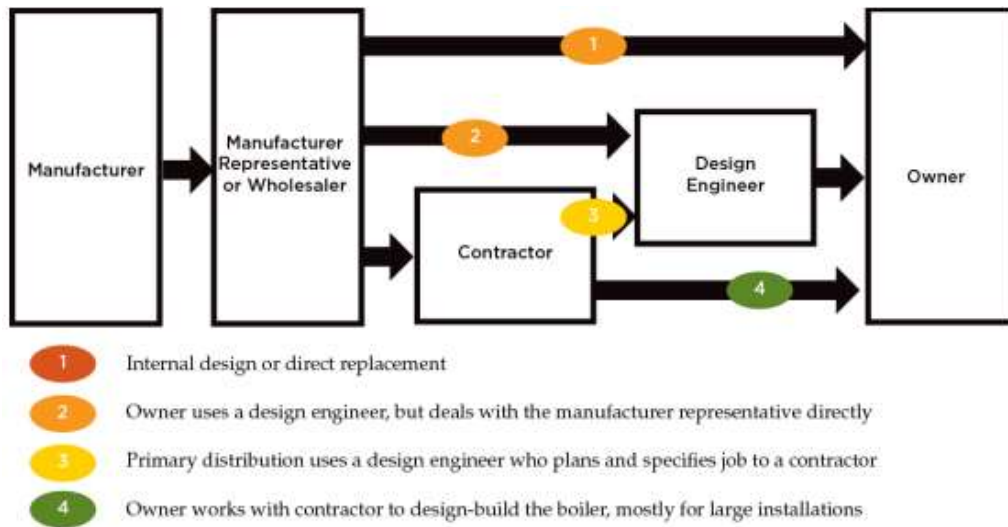 1
Manufacturer
Manufacturer
Representative
or Wholesaler
2
Design
Engineer
Owner
Contractor
3
4
1 Internal design or direct replacement
2 Owner uses a design engineer, but deals with the manufacturer representative directly
3 Primary distribution uses a design engineer who plans and specifies job to a contractor
4 Owner works with contractor to design-build the boiler, mostly for large installations